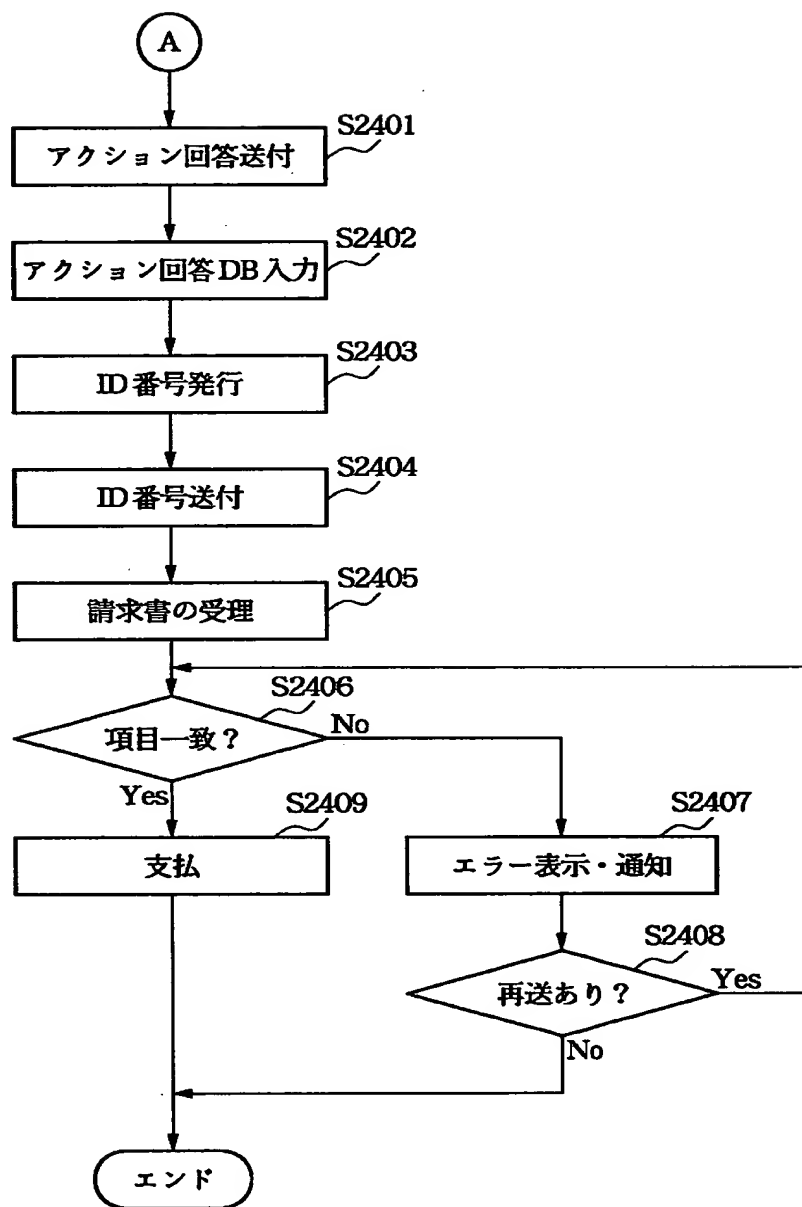 A
S2401
アクション回答送付
S2402
アクション回答DB入力
S2403
ID番号発行
S2404
ID番号送付
S2405
請求書の受理
S2406
項目一致?
No
Yes
S2409
支払
S2407
エラー表示・通知
S2408
再送あり?
Yes
No
エンド